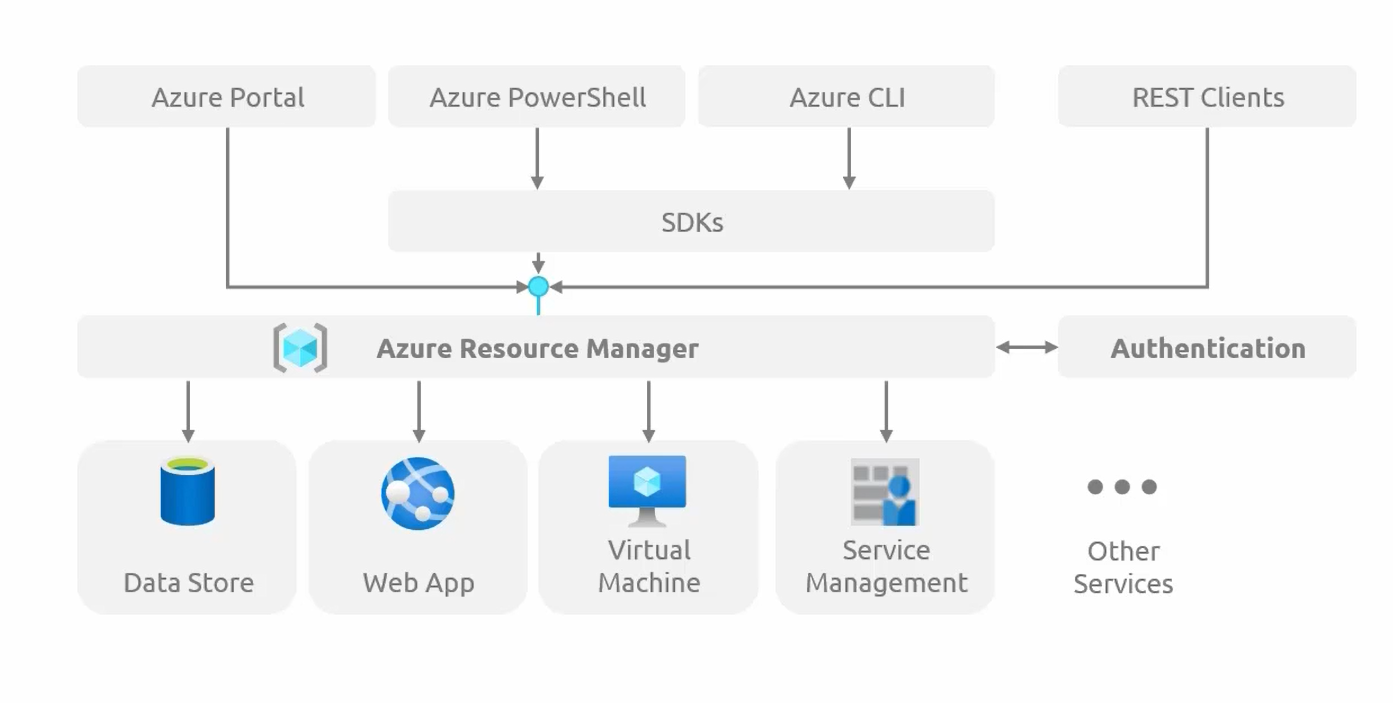 Azure Portal
Azure PowerShell
Azure CLI
REST Clients
SDKs
Azure Resource Manager
Authentication
Data Store
Web App
Virtual
Machine
Service
Management
Other
Services